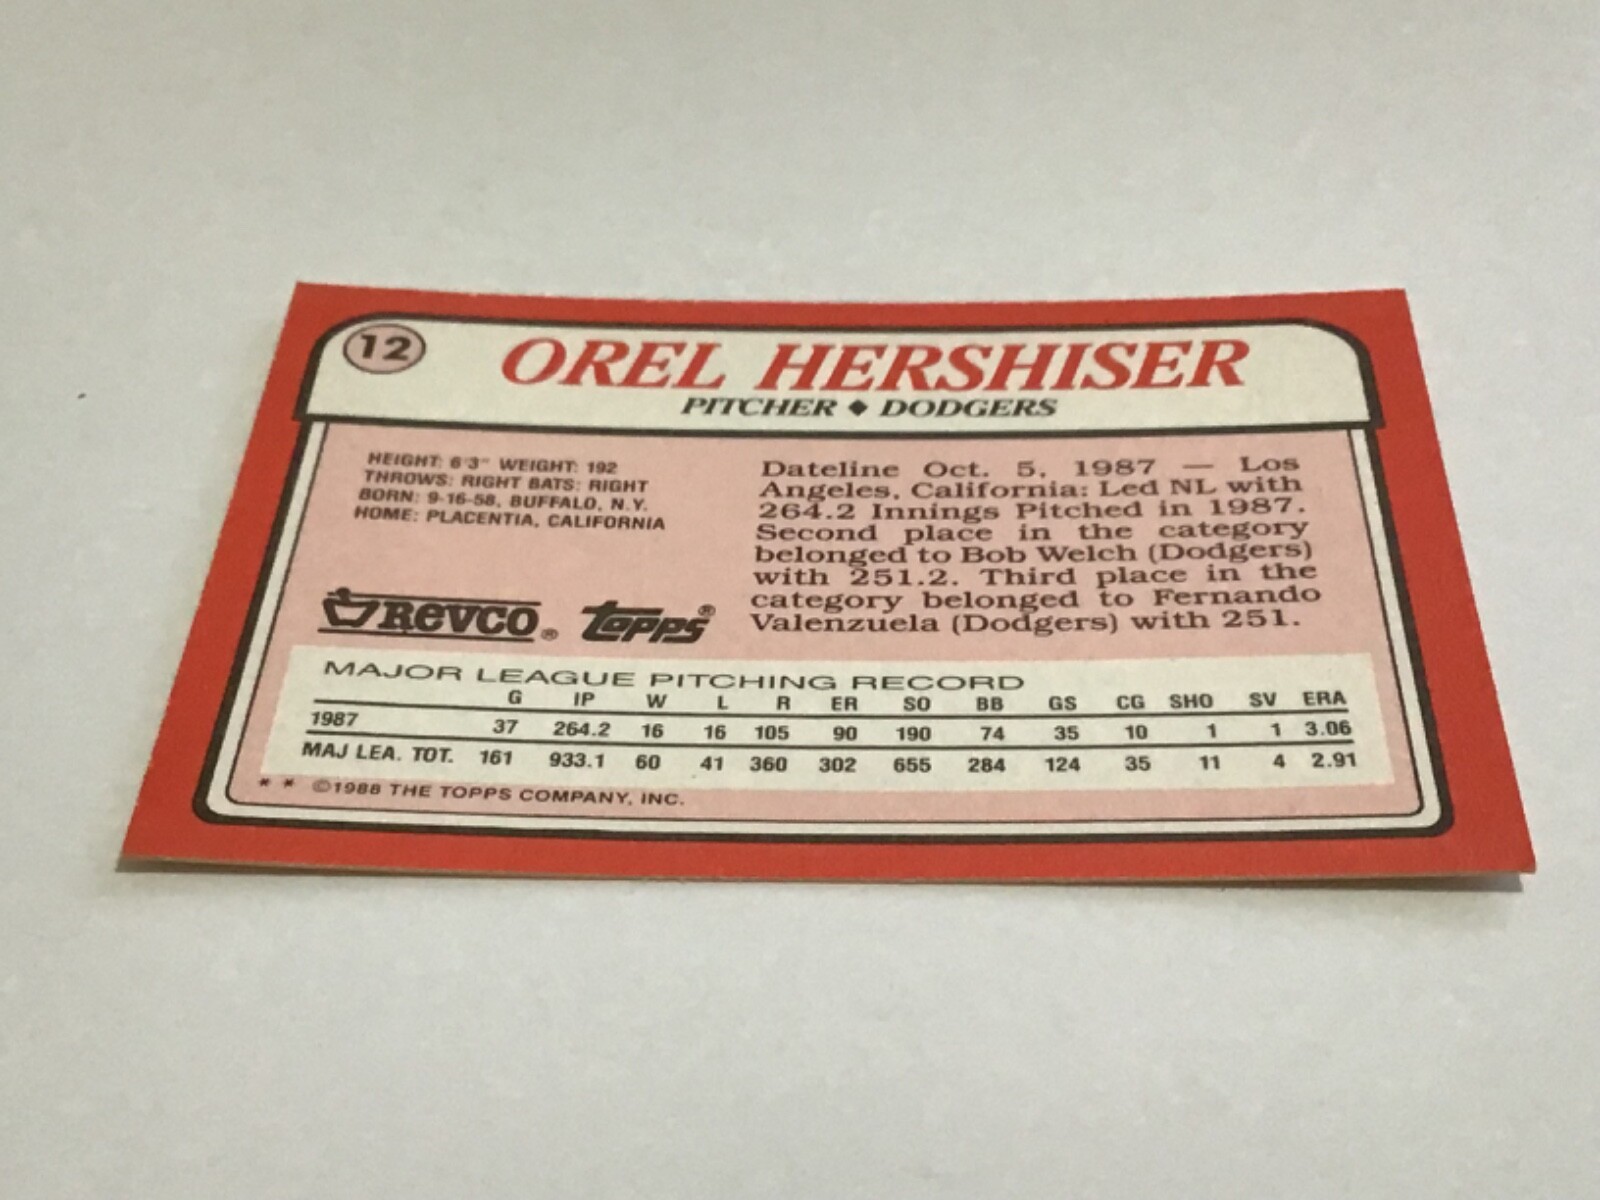 12
OREL HERSHISER
PITCHER ◆ DODGERS
HEIGHT: 6'3" WEIGHT: 192
THROWS: RIGHT BATS: RIGHT
BORN: 9-16-58, BUFFALO, N.Y.
HOME: PLACENTIA, CALIFORNIA
Dateline Oct. 5, 1987 — Los
Angeles, California: Led NL with
264.2 Innings Pitched in 1987.
Second place in the category
belonged to Bob Welch (Dodgers)
with 251.2. Third place in the
category belonged to Fernando
Valenzuela (Dodgers) with 251.
REVCO® topps®
MAJOR LEAGUE PITCHING RECORD
G IP W L R ER SO BB GS CG SHO SV ERA
1987 37 264.2 16 16 105 90 190 74 35 10 1 1 3.06
MAJ LEA. TOT. 161 933.1 60 41 360 302 655 284 124 35 11 4 2.91
* * ©1988 THE TOPPS COMPANY, INC.